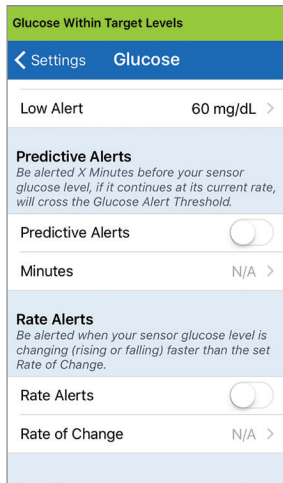 Glucose Within Target Levels
Settings Glucose
Low Alert 60 mg/dL
Predictive Alerts
Be alerted X Minutes before your sensor
glucose level, if it continues at its current rate,
will cross the Glucose Alert Threshold.
Predictive Alerts
Minutes N/A
Rate Alerts
Be alerted when your sensor glucose level is
changing (rising or falling) faster than the set
Rate of Change.
Rate Alerts
Rate of Change N/A